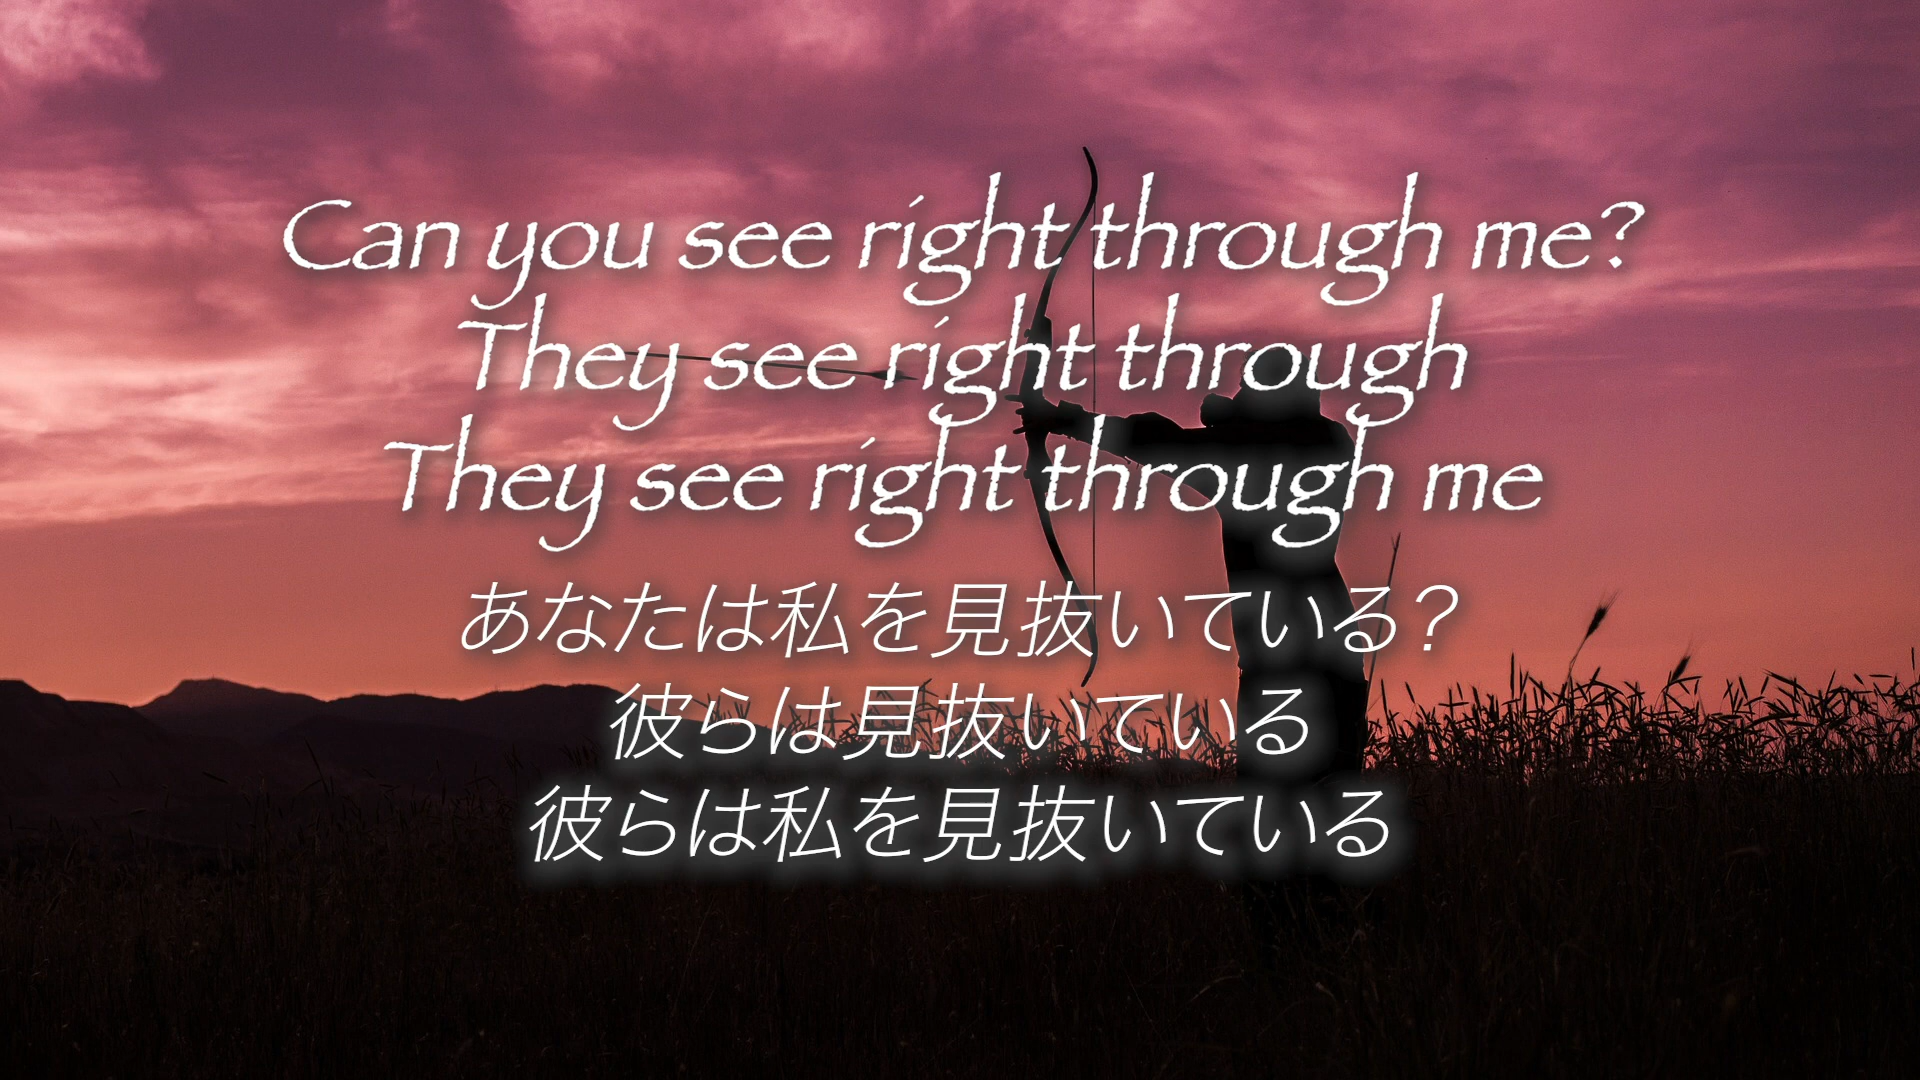 Can you see right through me?
They see right through
They see right through me
あなたは私を見抜いている？
彼らは見抜いている
彼らは私を見抜いている